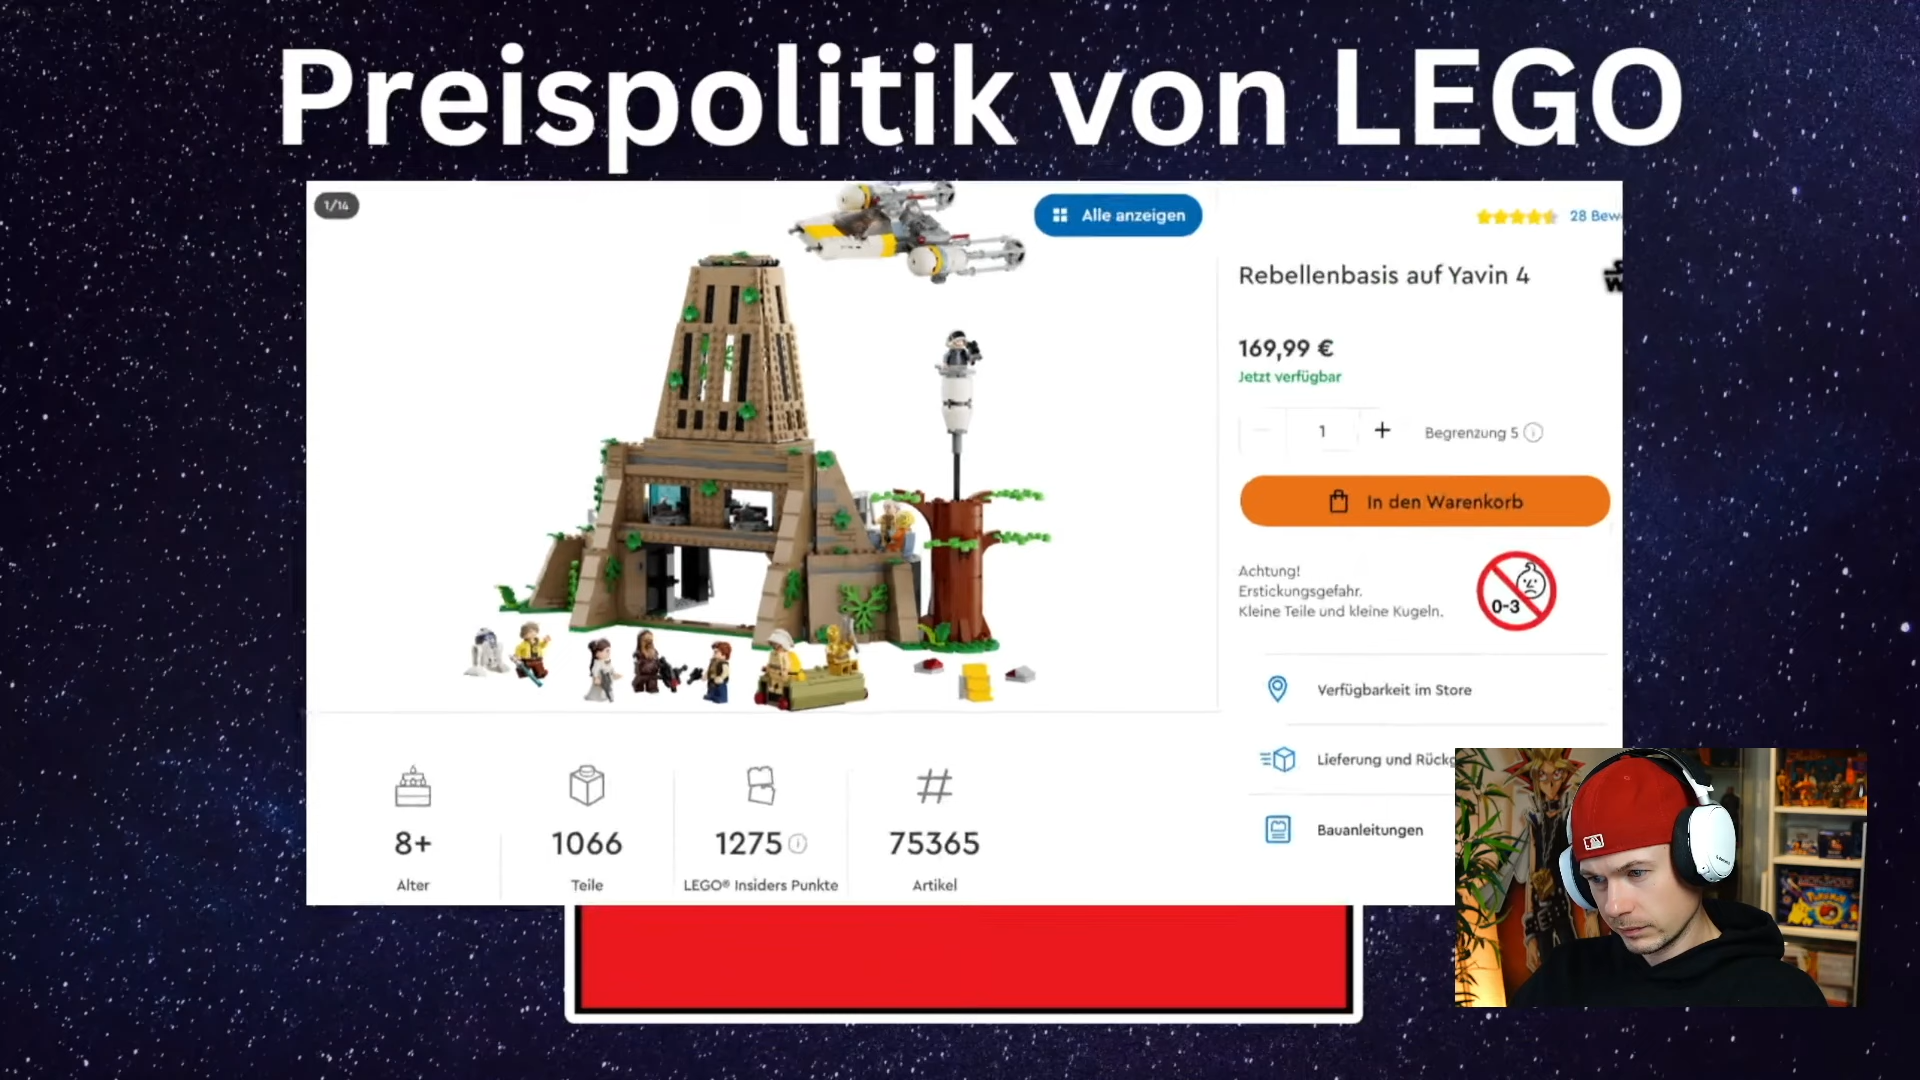 Preispolitik von LEGO
1/14
Alle anzeigen
28 Bew
Rebellenbasis auf Yavin 4
169,99 €
Jetzt verfügbar
1
Begrenzung 5
In den Warenkorb
Achtung!
Erstickungsgefahr.
Kleine Teile und kleine Kugeln.
0-3
Verfügbarkeit im Store
Lieferung und Rückg
Bauanleitungen
8+
Alter
1066
Teile
1275
LEGO® Insiders Punkte
#
75365
Artikel